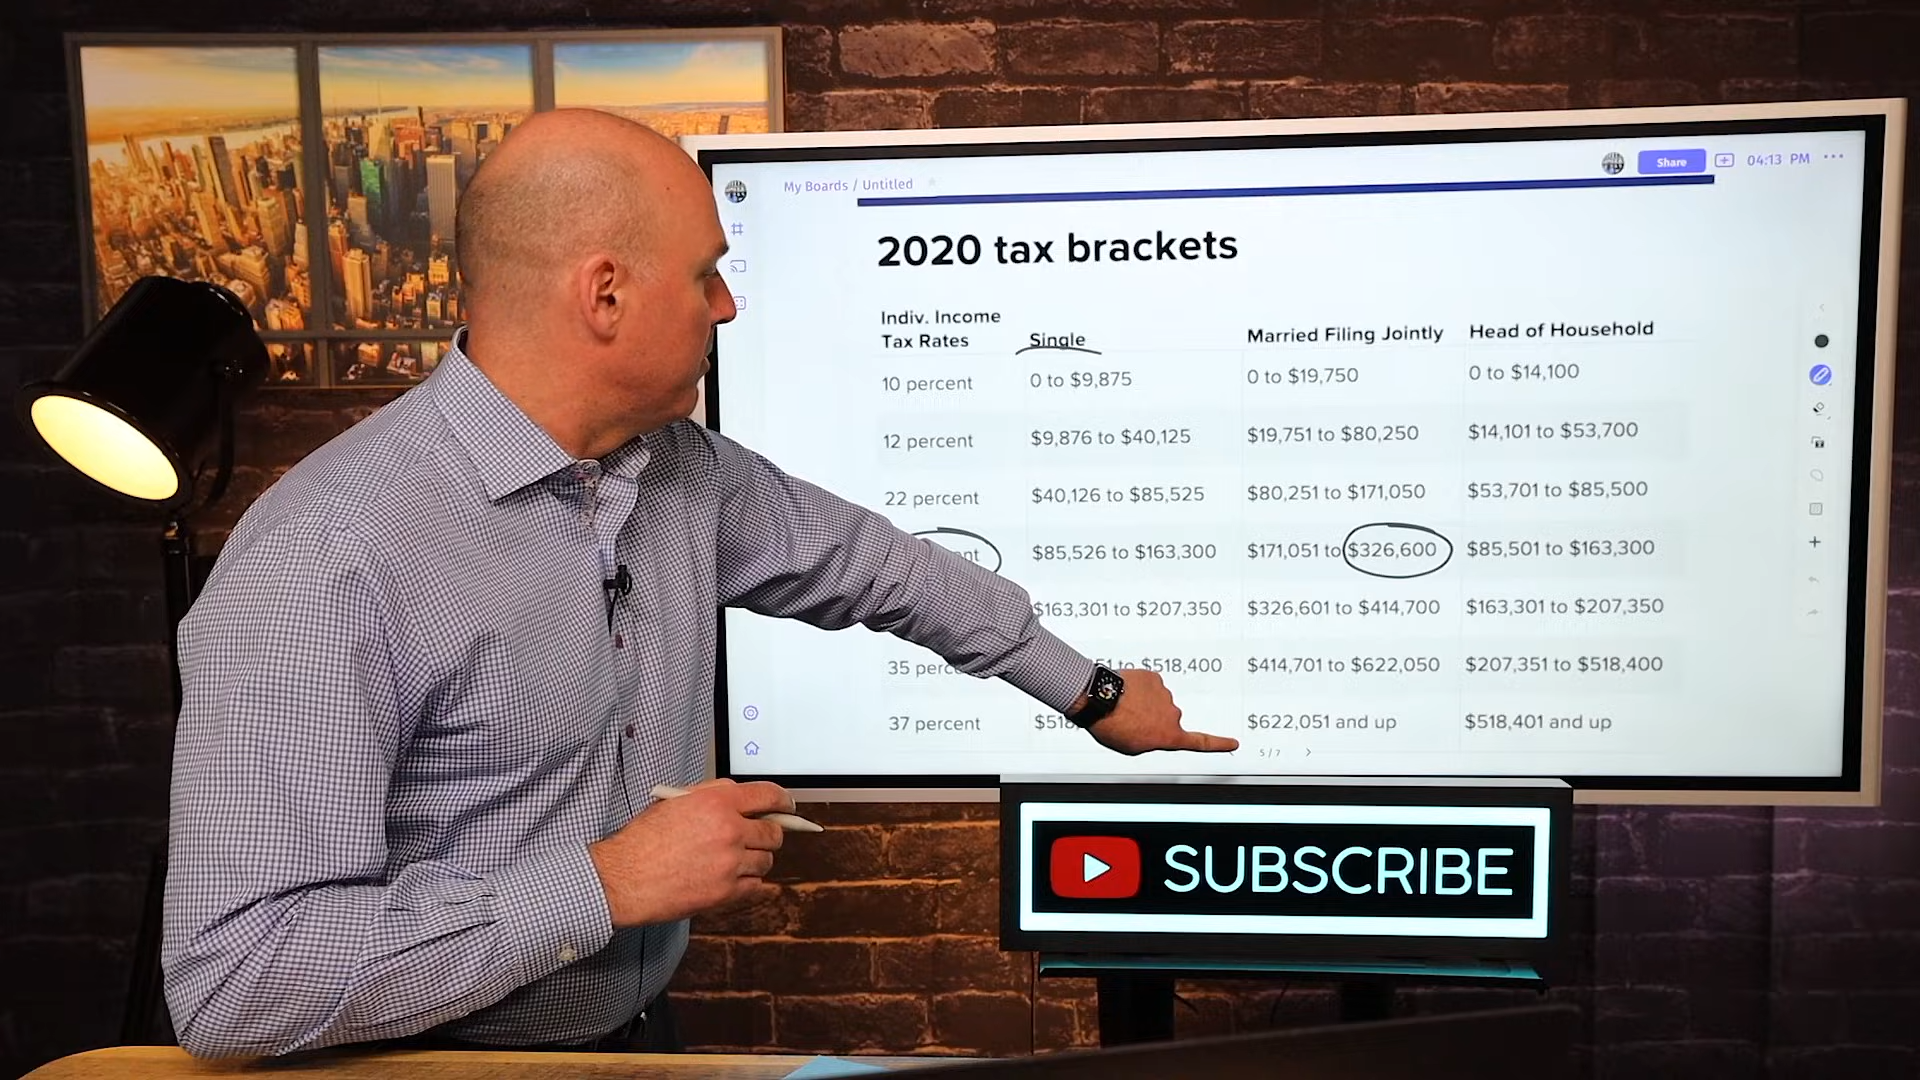 My Boards / Untitled
Share
04:13 PM
2020 tax brackets
Indiv. Income
Tax Rates
Single
Married Filing Jointly
Head of Household
10 percent
0 to $9,875
0 to $19,750
0 to $14,100
12 percent
$9,876 to $40,125
$19,751 to $80,250
$14,101 to $53,700
22 percent
$40,126 to $85,525
$80,251 to $171,050
$53,701 to $85,500
$85,526 to $163,300
$171,051 to $326,600
$85,501 to $163,300
$163,301 to $207,350
$326,601 to $414,700
$163,301 to $207,350
35
to $518,400
$414,701 to $622,050
$207,351 to $518,400
37 percent
$622,051 and up
$518,401 and up
5/7
SUBSCRIBE